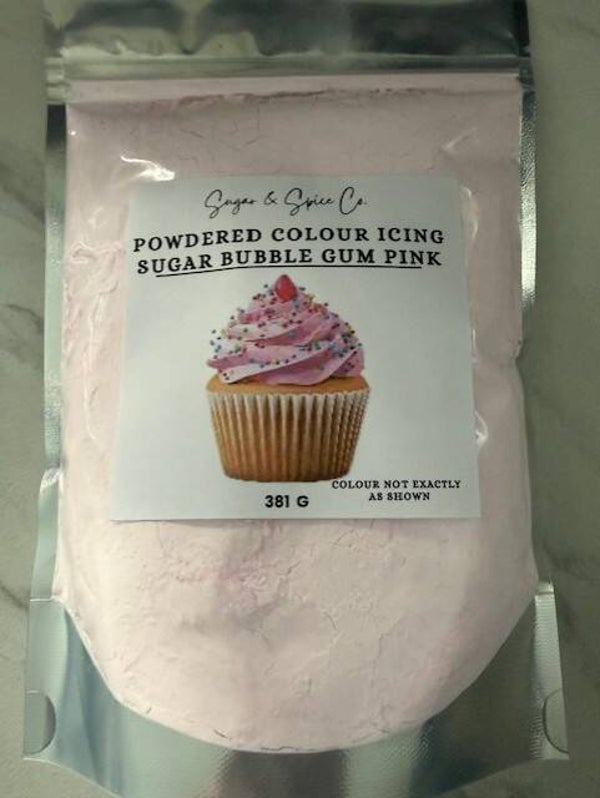 Sugar & Spice Co.
POWDERED COLOUR ICING
SUGAR BUBBLE GUM PINK
COLOUR NOT EXACTLY
AS SHOWN
381 G